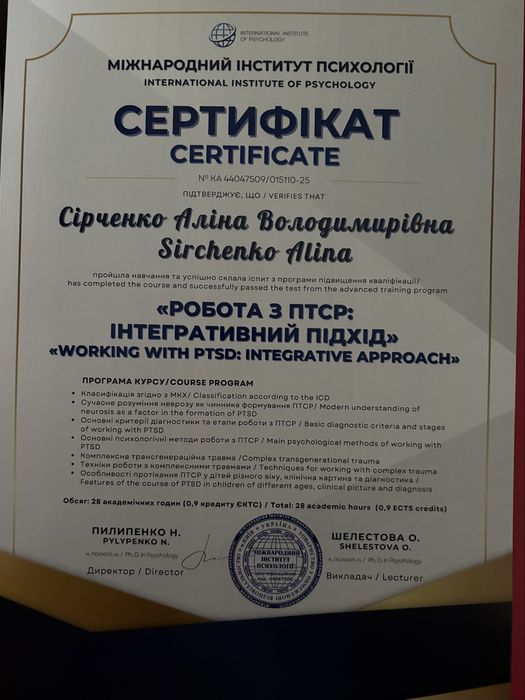 INTERNATIONAL INSTITUTE
OF PSYCHOLOGY
МІЖНАРОДНИЙ ІНСТИТУТ ПСИХОЛОГІЇ
INTERNATIONAL INSTITUTE OF PSYCHOLOGY
СЕРТИФІКАТ
CERTIFICATE
№ КА 44047509/015110-25
ПІДТВЕРДЖУЄ, ЩО / VERIFIES THAT
Сірченко Аліна Володимирівна
Sirchenko Alina
пройшла навчання та успішно склала іспит з програми підвищення кваліфікації/
has completed the course and successfully passed the test from the advanced training program
«РОБОТА З ПТСР:
ІНТЕГРАТИВНИЙ ПІДХІД»
«WORKING WITH PTSD: INTEGRATIVE APPROACH»
ПРОГРАМА КУРСУ/COURSE PROGRAM
• Класифікація згідно з МКХ/ Classification according to the ICD
• Сучасне розуміння неврозу як чинника формування ПТСР/ Modern understanding of
neurosis as a factor in the formation of PTSD
• Основні критерії діагностики та етапи роботи з ПТСР / Basic diagnostic criteria and stages
of working with PTSD
• Основні психологічні методи роботи з ПТСР / Main psychological methods of working with
PTSD
• Комплексна трансгенераційна травма /Complex transgenerational trauma
• Техніки роботи з комплексними травмами / Techniques for working with complex trauma
• Особливості протікання ПТСР у дітей різного віку, клінічна картина та діагностика /
Features of the course of PTSD in children of different ages, clinical picture and diagnosis
Обсяг: 28 академічних годин (0,9 кредиту ЄКТС) / Total: 28 academic hours (0,9 ECTS credits)
ПИЛИПЕНКО Н.
PYLYPENKO N.
к.психол. н./ Ph. D. in Psychology
Директор / Director
УКРАЇНА
МІЖНАРОДНИЙ
ІНСТИТУТ
ПСИХОЛОГІЇ
код 44047509
ШЕЛЕСТОВА О.
SHELESTOVA O.
к.психол. н./ Ph. D. in Psychology
Викладач / Lecturer